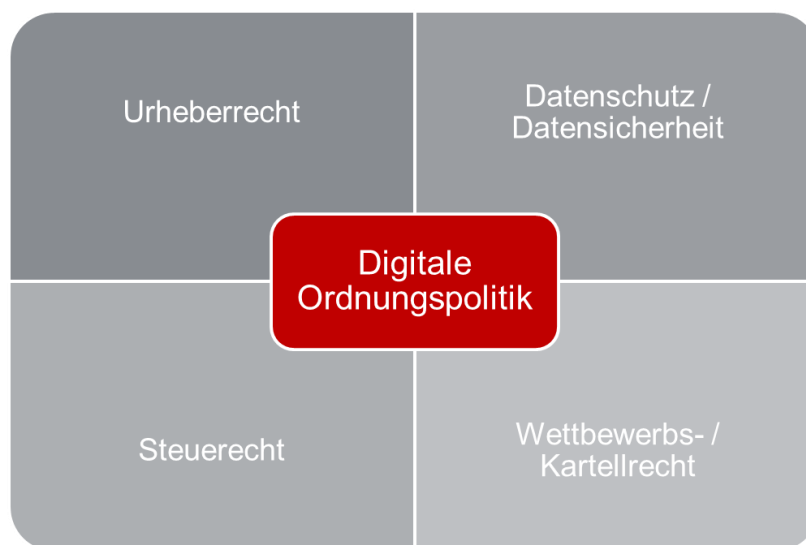 Urheberrecht
Datenschutz /
Datensicherheit
Digitale
Ordnungspolitik
Steuerecht
Wettbewerbs- /
Kartellrecht